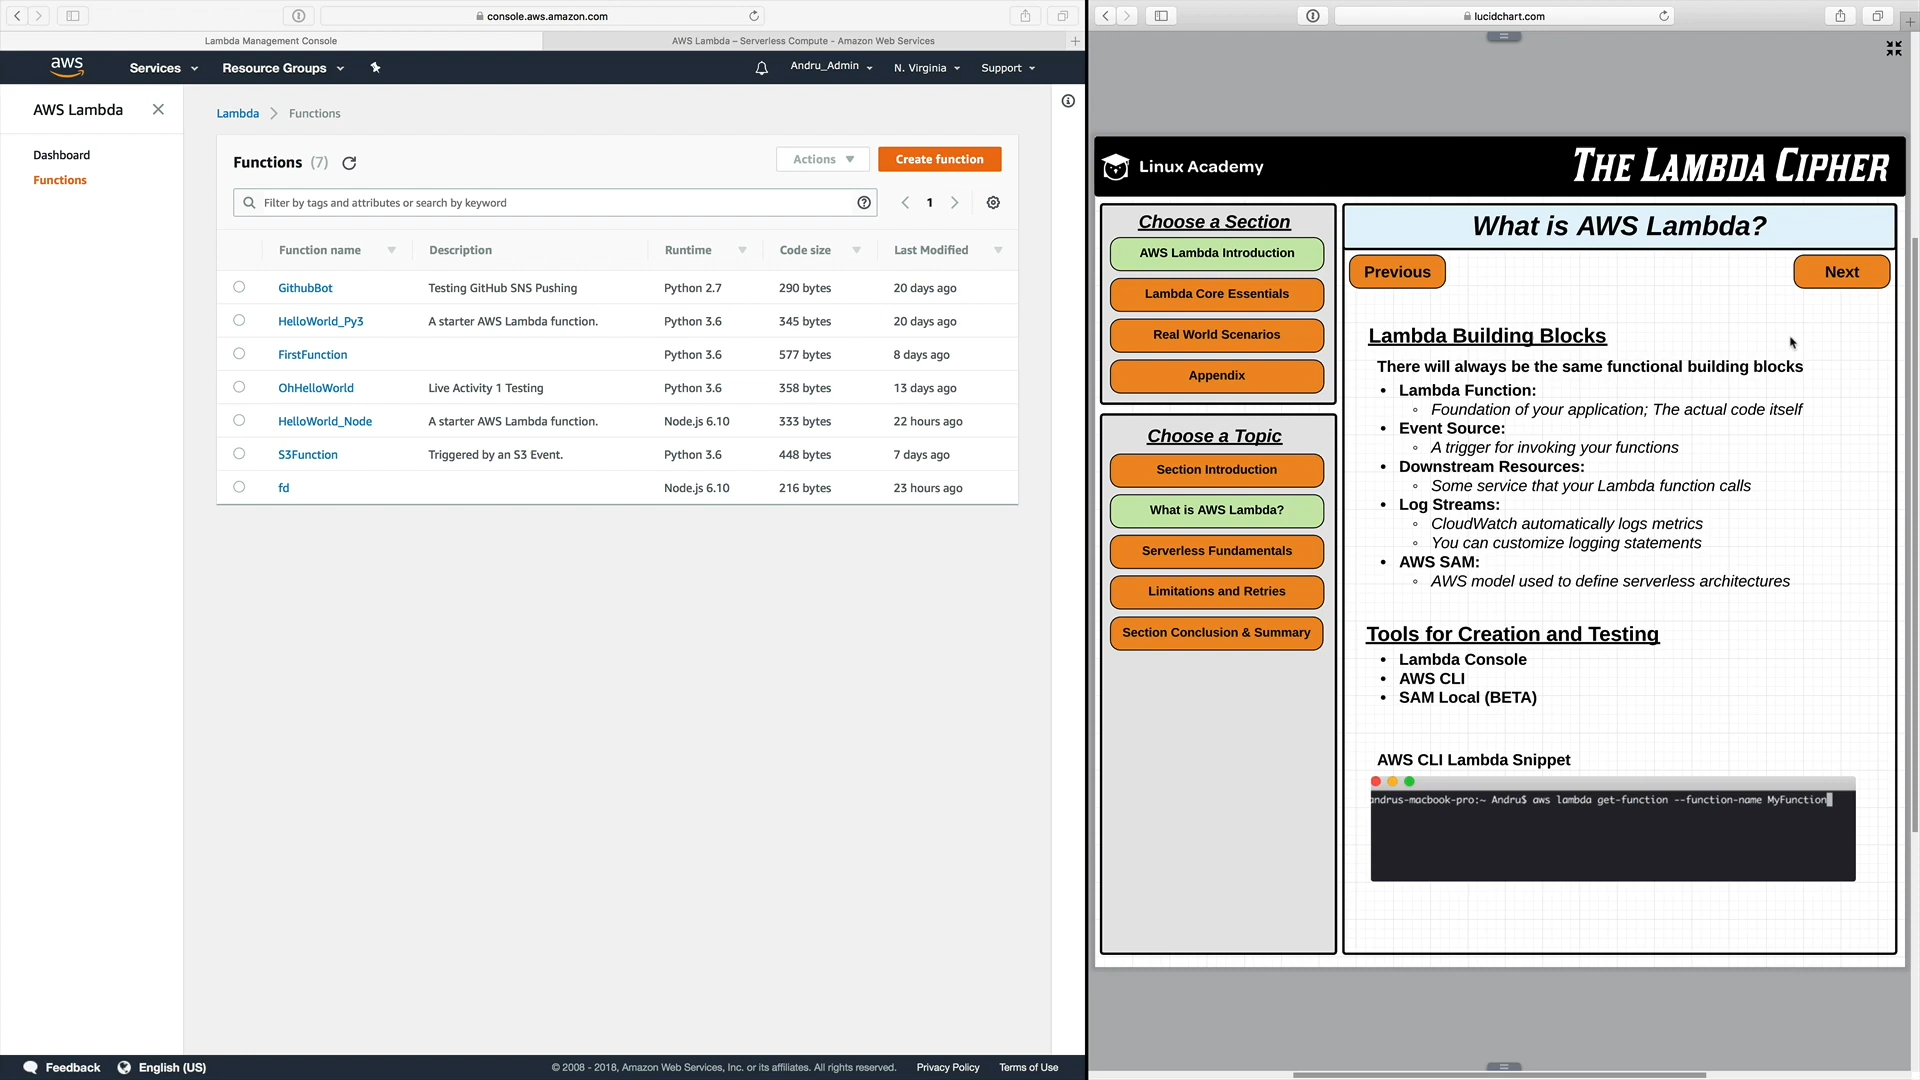 console.aws.amazon.com
Lambda Management Console
AWS Lambda – Serverless Compute - Amazon Web Services
aws
Services
Resource Groups
Andru_Admin
N. Virginia
Support
AWS Lambda
Dashboard
Functions
Lambda
Functions
Functions (7)
Actions
Create function
Filter by tags and attributes or search by keyword
1
Function name Description Runtime Code size Last Modified
GithubBot Testing GitHub SNS Pushing Python 2.7 290 bytes 20 days ago
HelloWorld_Py3 A starter AWS Lambda function. Python 3.6 345 bytes 20 days ago
FirstFunction Python 3.6 577 bytes 8 days ago
OhHelloWorld Live Activity 1 Testing Python 3.6 358 bytes 13 days ago
HelloWorld_Node A starter AWS Lambda function. Node.js 6.10 333 bytes 22 hours ago
S3Function Triggered by an S3 Event. Python 3.6 448 bytes 7 days ago
fd Node.js 6.10 216 bytes 23 hours ago
Feedback
English (US)
© 2008 - 2018, Amazon Web Services, Inc. or its affiliates. All rights reserved.
Privacy Policy
Terms of Use
lucidchart.com
Linux Academy
THE LAMBDA CIPHER
Choose a Section
AWS Lambda Introduction
Lambda Core Essentials
Real World Scenarios
Appendix
Choose a Topic
Section Introduction
What is AWS Lambda?
Serverless Fundamentals
Limitations and Retries
Section Conclusion & Summary
What is AWS Lambda?
Previous
Next
Lambda Building Blocks
There will always be the same functional building blocks
• Lambda Function:
◦ Foundation of your application; The actual code itself
• Event Source:
◦ A trigger for invoking your functions
• Downstream Resources:
◦ Some service that your Lambda function calls
• Log Streams:
◦ CloudWatch automatically logs metrics
◦ You can customize logging statements
• AWS SAM:
◦ AWS model used to define serverless architectures
Tools for Creation and Testing
• Lambda Console
• AWS CLI
• SAM Local (BETA)
AWS CLI Lambda Snippet
andrus-macbook-pro:~ Andru$ aws lambda get-function --function-name MyFunction